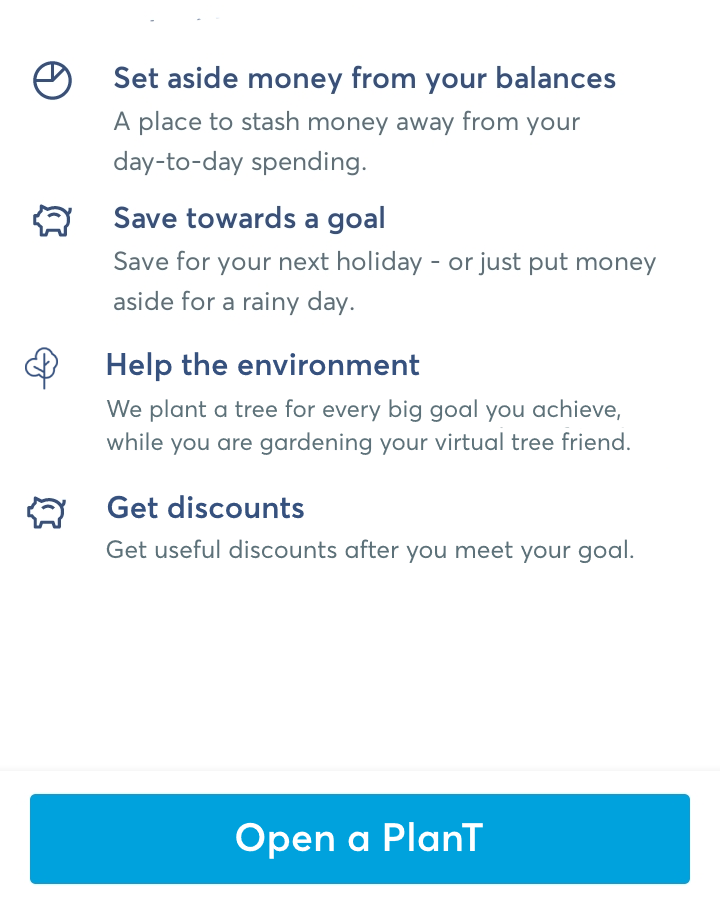 Set aside money from your balances
A place to stash money away from your
day-to-day spending.
Save towards a goal
Save for your next holiday - or just put money
aside for a rainy day.
Help the environment
We plant a tree for every big goal you achieve,
while you are gardening your virtual tree friend.
Get discounts
Get useful discounts after you meet your goal.
Open a PlanT